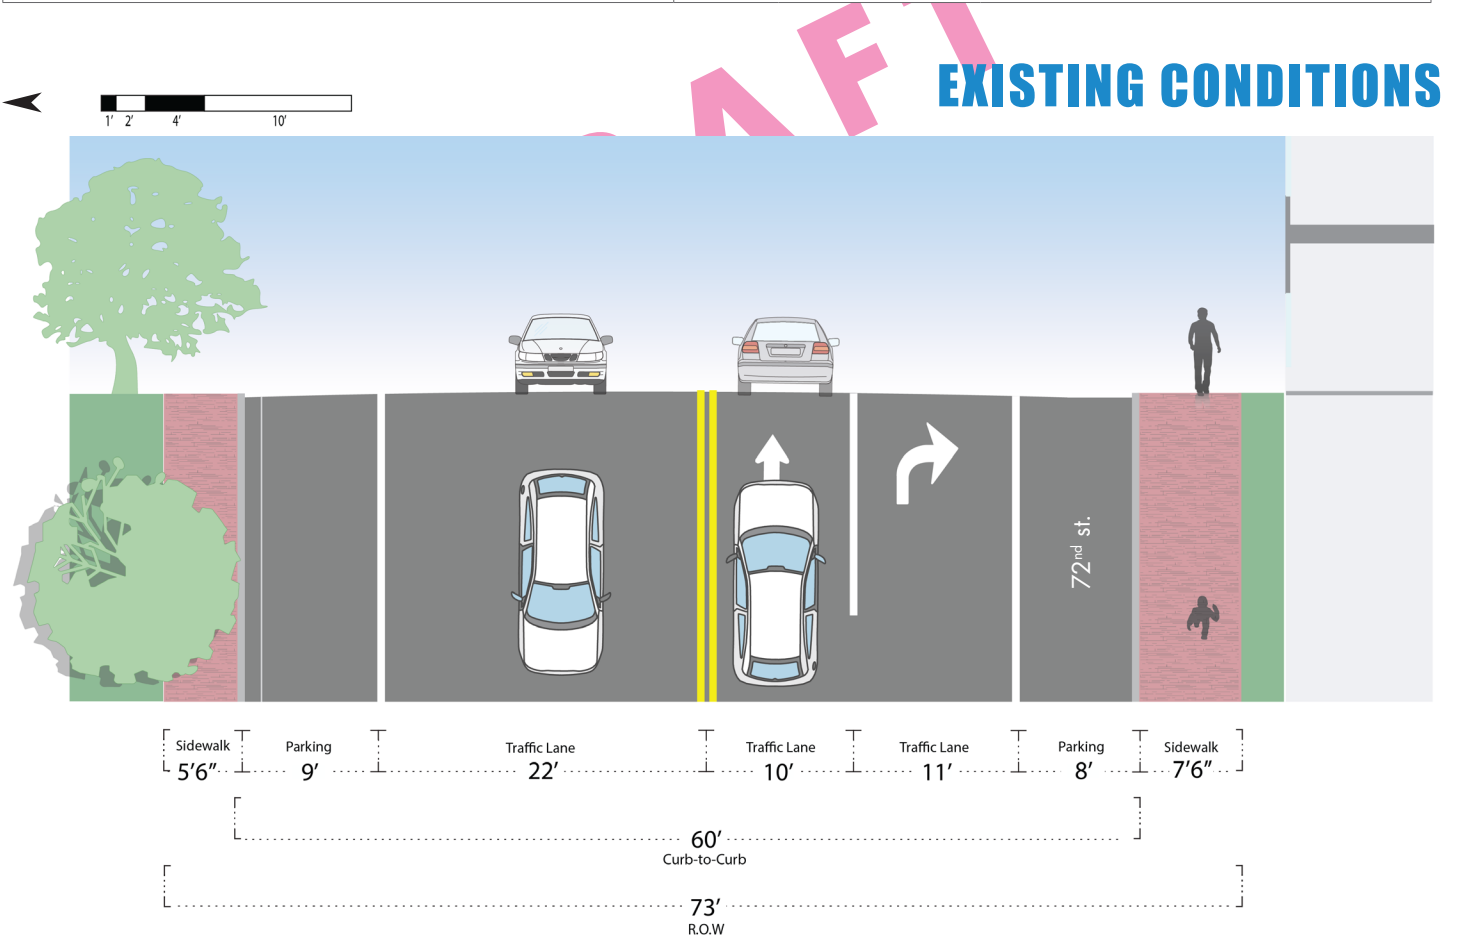 AFT
EXISTING CONDITIONS
1' 2' 4' 10'
72nd st.
Sidewalk Parking Traffic Lane Traffic Lane Traffic Lane Parking Sidewalk
5'6" 9' 22' 10' 11' 8' 7'6"
60'
Curb-to-Curb
73'
R.O.W